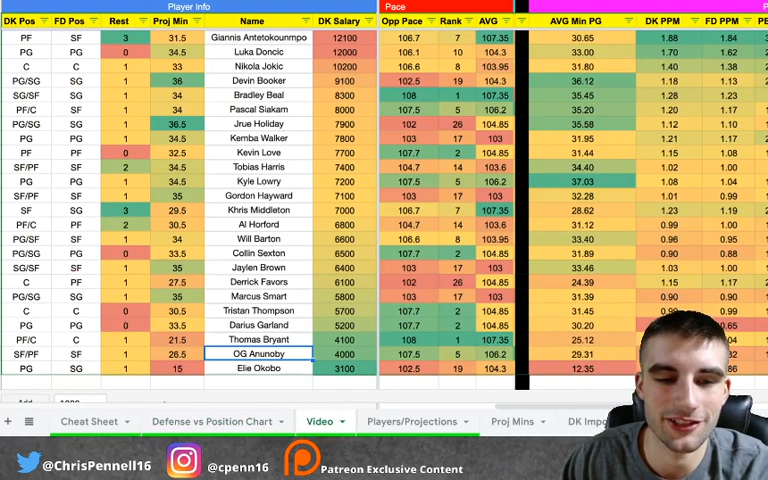 Player Info Pace P
DK Pos FD Pos Rest Proj Min Name DK Salary Opp Pace Rank AVG AVG Min PG DK PPM FD PPM PE
PF SF 3 31.5 Giannis Antetokounmpo 12100 106.7 7 107.35 30.65 1.88 1.84
PG PG 0 34.5 Luka Doncic 12000 106.1 10 104.3 33.00 1.70 1.62
C C 1 33 Nikola Jokic 10200 106.6 8 103.95 31.80 1.40 1.38
PG/SG SG 1 36 Devin Booker 9100 102.5 19 104.3 36.12 1.18 1.13
SG/SF SF 1 34 Bradley Beal 8300 108 1 107.35 35.45 1.28 1.23
PF/C SF 1 34 Pascal Siakam 8000 107.5 5 106.2 35.20 1.20 1.17
PG/SG SG 1 36.5 Jrue Holiday 7900 102 26 104.85 35.58 1.12 1.10
PG PG 1 34.5 Kemba Walker 7800 103 17 103 31.95 1.21 1.17
PF PF 0 32.5 Kevin Love 7700 107.7 2 104.85 31.44 1.15 1.08
SF/PF SF 2 34.5 Tobias Harris 7400 104.7 14 103.6 34.40 1.02 1.00
PG PG 1 34.5 Kyle Lowry 7200 107.5 5 106.2 37.03 1.08 1.04
SF/PF SF 1 35 Gordon Hayward 7100 103 17 103 32.28 1.01 0.99
SF SG 3 29.5 Khris Middleton 7000 106.7 7 107.35 28.62 1.23 1.19
PF/C PF 2 30.5 Al Horford 6800 104.7 14 103.6 31.12 0.99 1.00
PG/SF SF 1 34 Will Barton 6600 106.6 8 103.95 33.40 0.96 0.95
PG SG 0 33.5 Collin Sexton 6500 107.7 2 104.85 31.89 0.90 0.88
SG/SF SF 1 35 Jaylen Brown 6400 103 17 103 33.46 1.03 1.00
C PF 1 27.5 Derrick Favors 6100 102 26 104.85 24.39 1.15 1.17
PG/SG SG 1 35 Marcus Smart 5800 103 17 103 31.39 0.90 0.90
C C 0 30.5 Tristan Thompson 5700 107.7 2 104.85 31.45 0.99
PG PG 0 33.5 Darius Garland 5200 107.7 2 104.85 30.20 0.65
PF/C C 1 21.5 Thomas Bryant 4100 108 1 107.35 25.12
SF/PF SF 1 26.5 OG Anunoby 4000 107.5 5 106.2 29.31
PG SG 1 15 Elie Okobo 3100 102.5 19 104.3 12.35
Add
+ Cheat Sheet Defense vs Position Chart Video Players/Projections Proj Mins DK Impo
@ChrisPennell16 @cpenn16 Patreon Exclusive Content